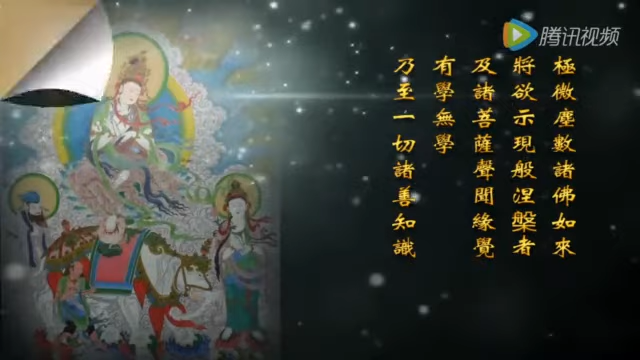 腾讯视频
極微塵數諸佛如來
將欲示現般涅槃者
及諸菩薩聲聞緣覺
有學無學
乃至一切諸善知識